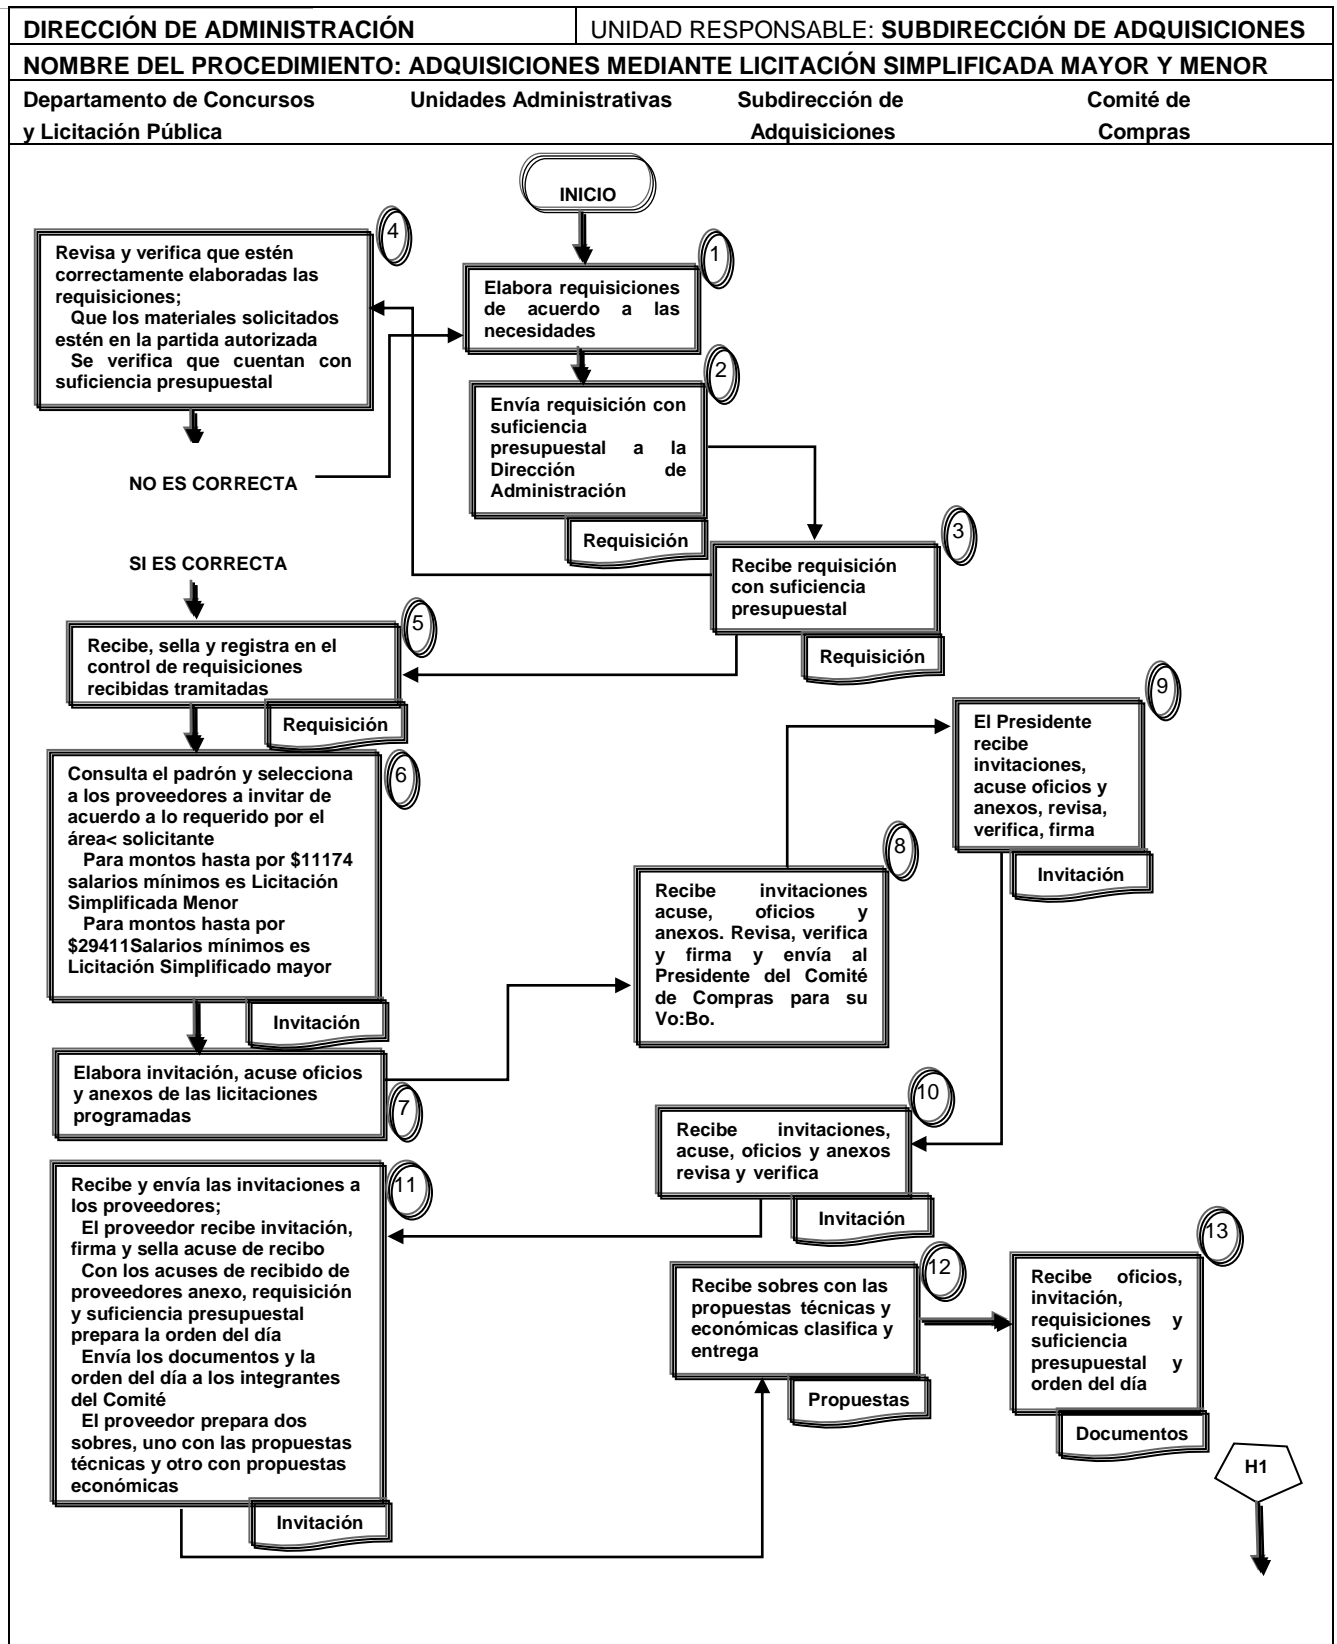 DIRECCIÓN DE ADMINISTRACIÓN
UNIDAD RESPONSABLE: SUBDIRECCIÓN DE ADQUISICIONES
NOMBRE DEL PROCEDIMIENTO: ADQUISICIONES MEDIANTE LICITACIÓN SIMPLIFICADA MAYOR Y MENOR
Departamento de Concursos
y Licitación Pública
Unidades Administrativas
Subdirección de
Adquisiciones
Comité de
Compras
INICIO
1
Elabora requisiciones
de acuerdo a las
necesidades
2
Envía requisición con
suficiencia
presupuestal a la
Dirección de
Administración
Requisición
3
Recibe requisición
con suficiencia
presupuestal
Requisición
4
Revisa y verifica que estén
correctamente elaboradas las
requisiciones;
Que los materiales solicitados
estén en la partida autorizada
Se verifica que cuentan con
suficiencia presupuestal
NO ES CORRECTA
SI ES CORRECTA
5
Recibe, sella y registra en el
control de requisiciones
recibidas tramitadas
Requisición
6
Consulta el padrón y selecciona
a los proveedores a invitar de
acuerdo a lo requerido por el
área< solicitante
Para montos hasta por $11174
salarios mínimos es Licitación
Simplificada Menor
Para montos hasta por
$29411Salarios mínimos es
Licitación Simplificado mayor
Invitación
7
Elabora invitación, acuse oficios
y anexos de las licitaciones
programadas
8
Recibe invitaciones
acuse, oficios y
anexos. Revisa, verifica
y firma y envía al
Presidente del Comité
de Compras para su
Vo:Bo.
9
El Presidente
recibe
invitaciones,
acuse oficios y
anexos, revisa,
verifica, firma
Invitación
10
Recibe invitaciones,
acuse, oficios y anexos
revisa y verifica
Invitación
11
Recibe y envía las invitaciones a
los proveedores;
El proveedor recibe invitación,
firma y sella acuse de recibo
Con los acuses de recibido de
proveedores anexo, requisición
y suficiencia presupuestal
prepara la orden del día
Envía los documentos y la
orden del día a los integrantes
del Comité
El proveedor prepara dos
sobres, uno con las propuestas
técnicas y otro con propuestas
económicas
Invitación
12
Recibe sobres con las
propuestas técnicas y
económicas clasifica y
entrega
Propuestas
13
Recibe oficios,
invitación,
requisiciones y
suficiencia
presupuestal y
orden del día
Documentos
H1